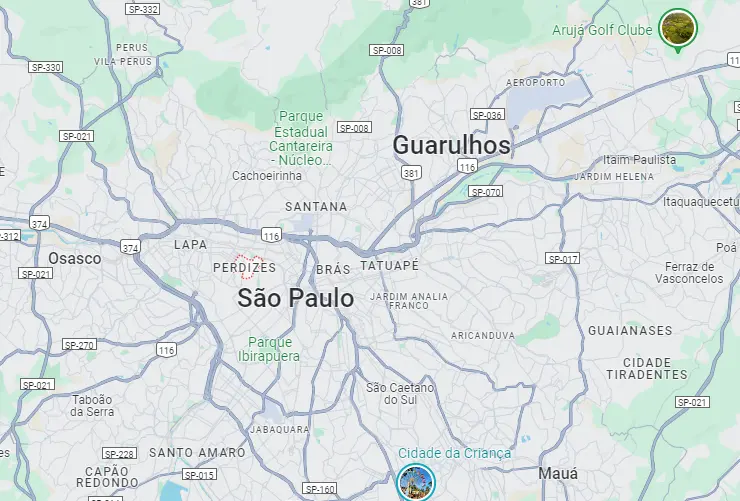 SP-332
381
Arujá Golf Clube
PERUS
VILA PERUS
SP-008
SP-330
AEROPORTO
Parque
Estadual
Cantareira
- Núcleo...
SP-036
SP-008
SP-021
Guarulhos
Itaim Paulista
116
381
Cachoeirinha
JARDIM HELENA
SP-070
Itaquaquecetu
SANTANA
374
116
SP-312
LAPA
374
Poá
Osasco
PERDIZES
BRÁS
TATUAPÉ
SP-017
SP-021
Ferraz de
Vasconcelos
São Paulo
JARDIM ANALIA
FRANCO
GUAIANASES
ARICANDUVA
Parque
Ibirapuera
SP-270
116
CIDADE
TIRADENTES
SP-021
São Caetano
do Sul
Taboão
da Serra
SP-021
JABAQUARA
SP-228
SANTO AMARO
Cidade da Criança
CAPÃO
REDONDO
SP-015
Mauá
SP-160